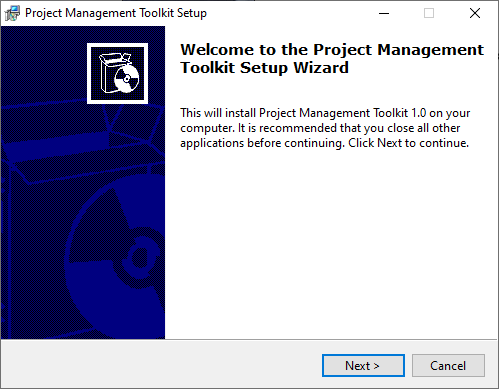 Project Management Toolkit Setup
Welcome to the Project Management
Toolkit Setup Wizard
This will install Project Management Toolkit 1.0 on your
computer. It is recommended that you close all other
applications before continuing. Click Next to continue.
Next >
Cancel